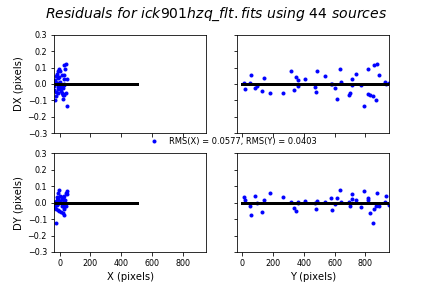 Residuals for ick901hzq_flt.fits using 44 sources
0.3
0.2
0.1
0.0
−0.1
−0.2
−0.3
DX (pixels)
RMS(X) = 0.0577, RMS(Y) = 0.0403
0.3
0.2
0.1
0.0
−0.1
−0.2
−0.3
DY (pixels)
0 200 400 600 800
0 200 400 600 800
X (pixels)
Y (pixels)